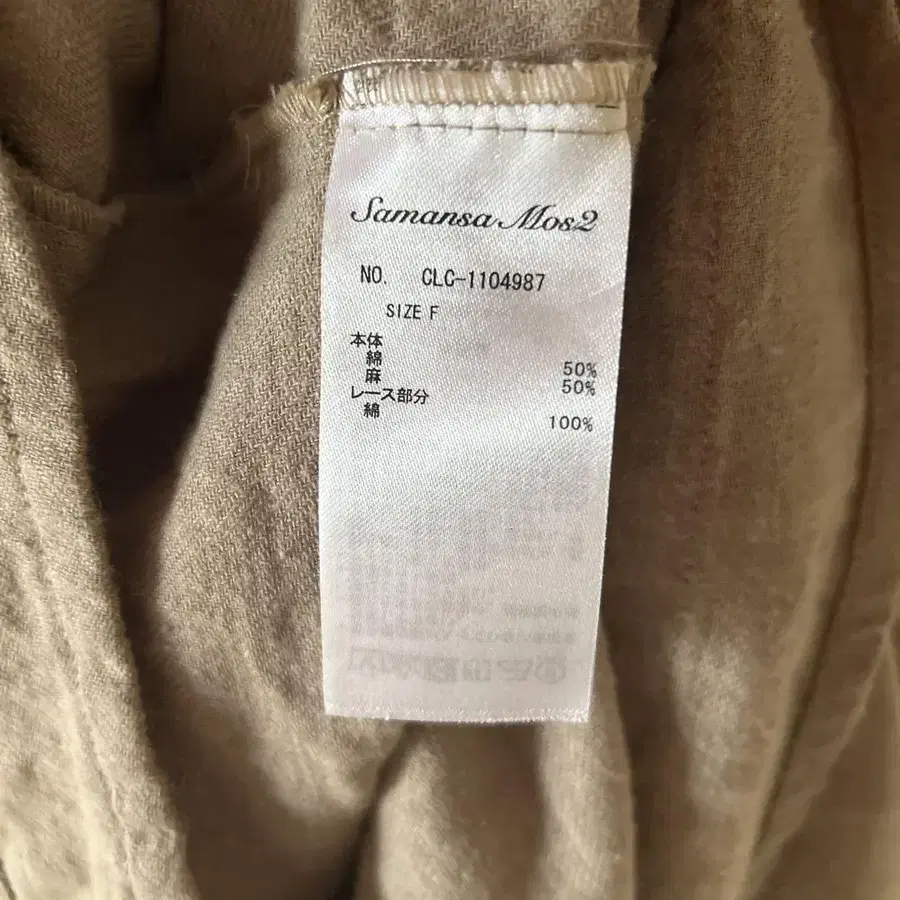 Samansa Mos2
NO. CLC-1104987
SIZE F
本体
綿 50%
麻 50%
レース部分
綿 100%